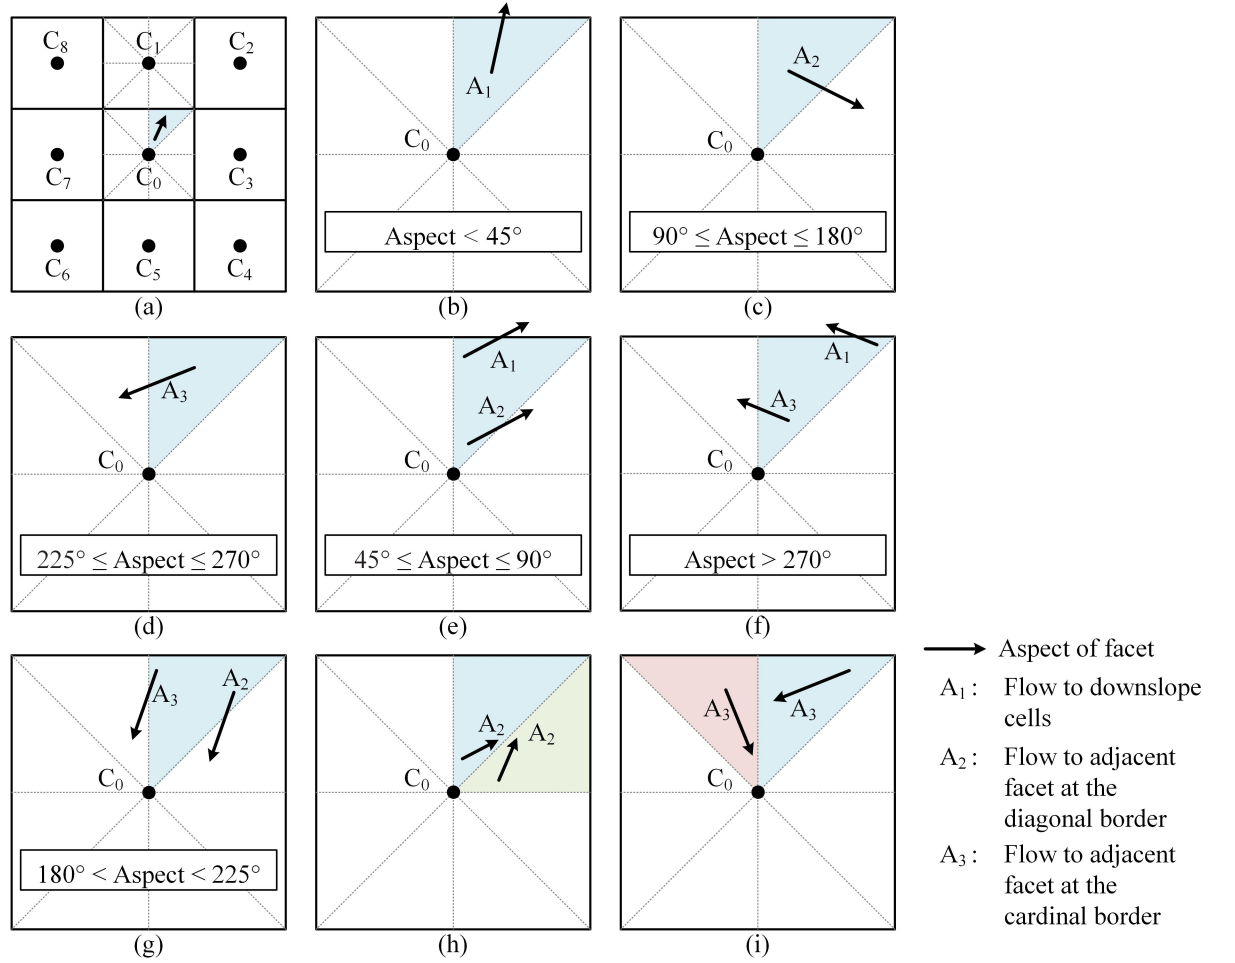 C8 C1 C2
C7 C0 C3
C6 C5 C4
(a)
A1
C0
Aspect < 45°
(b)
A2
C0
90° ≤ Aspect ≤ 180°
(c)
A3
C0
225° ≤ Aspect ≤ 270°
(d)
A1
A2
C0
45° ≤ Aspect ≤ 90°
(e)
A1
A3
C0
Aspect > 270°
(f)
A3 A2
C0
180° < Aspect < 225°
(g)
A2 A2
C0
(h)
A3 A3
C0
(i)
Aspect of facet
A1 : Flow to downslope
cells
A2 : Flow to adjacent
facet at the
diagonal border
A3 : Flow to adjacent
facet at the
cardinal border